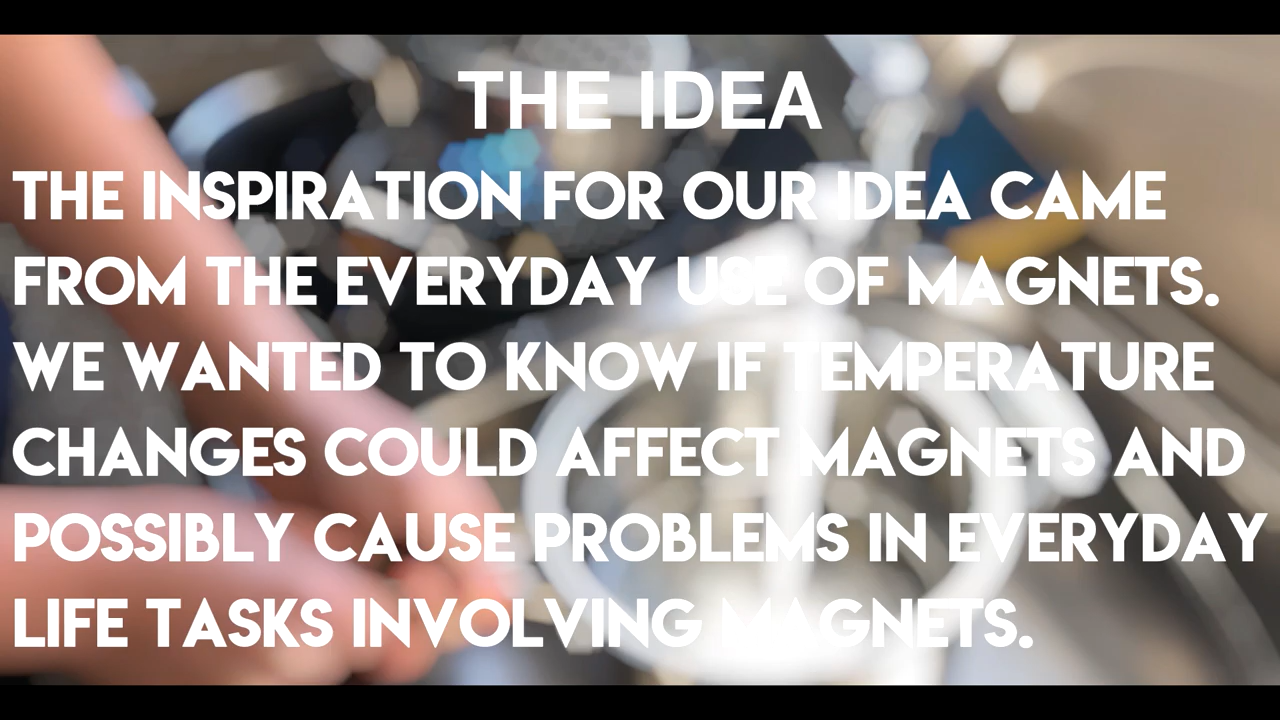 THE IDEA
THE INSPIRATION FOR OUR IDEA CAME
FROM THE EVERYDAY USE OF MAGNETS.
WE WANTED TO KNOW IF TEMPERATURE
CHANGES COULD AFFECT MAGNETS AND
POSSIBLY CAUSE PROBLEMS IN EVERYDAY
LIFE TASKS INVOLVING MAGNETS.